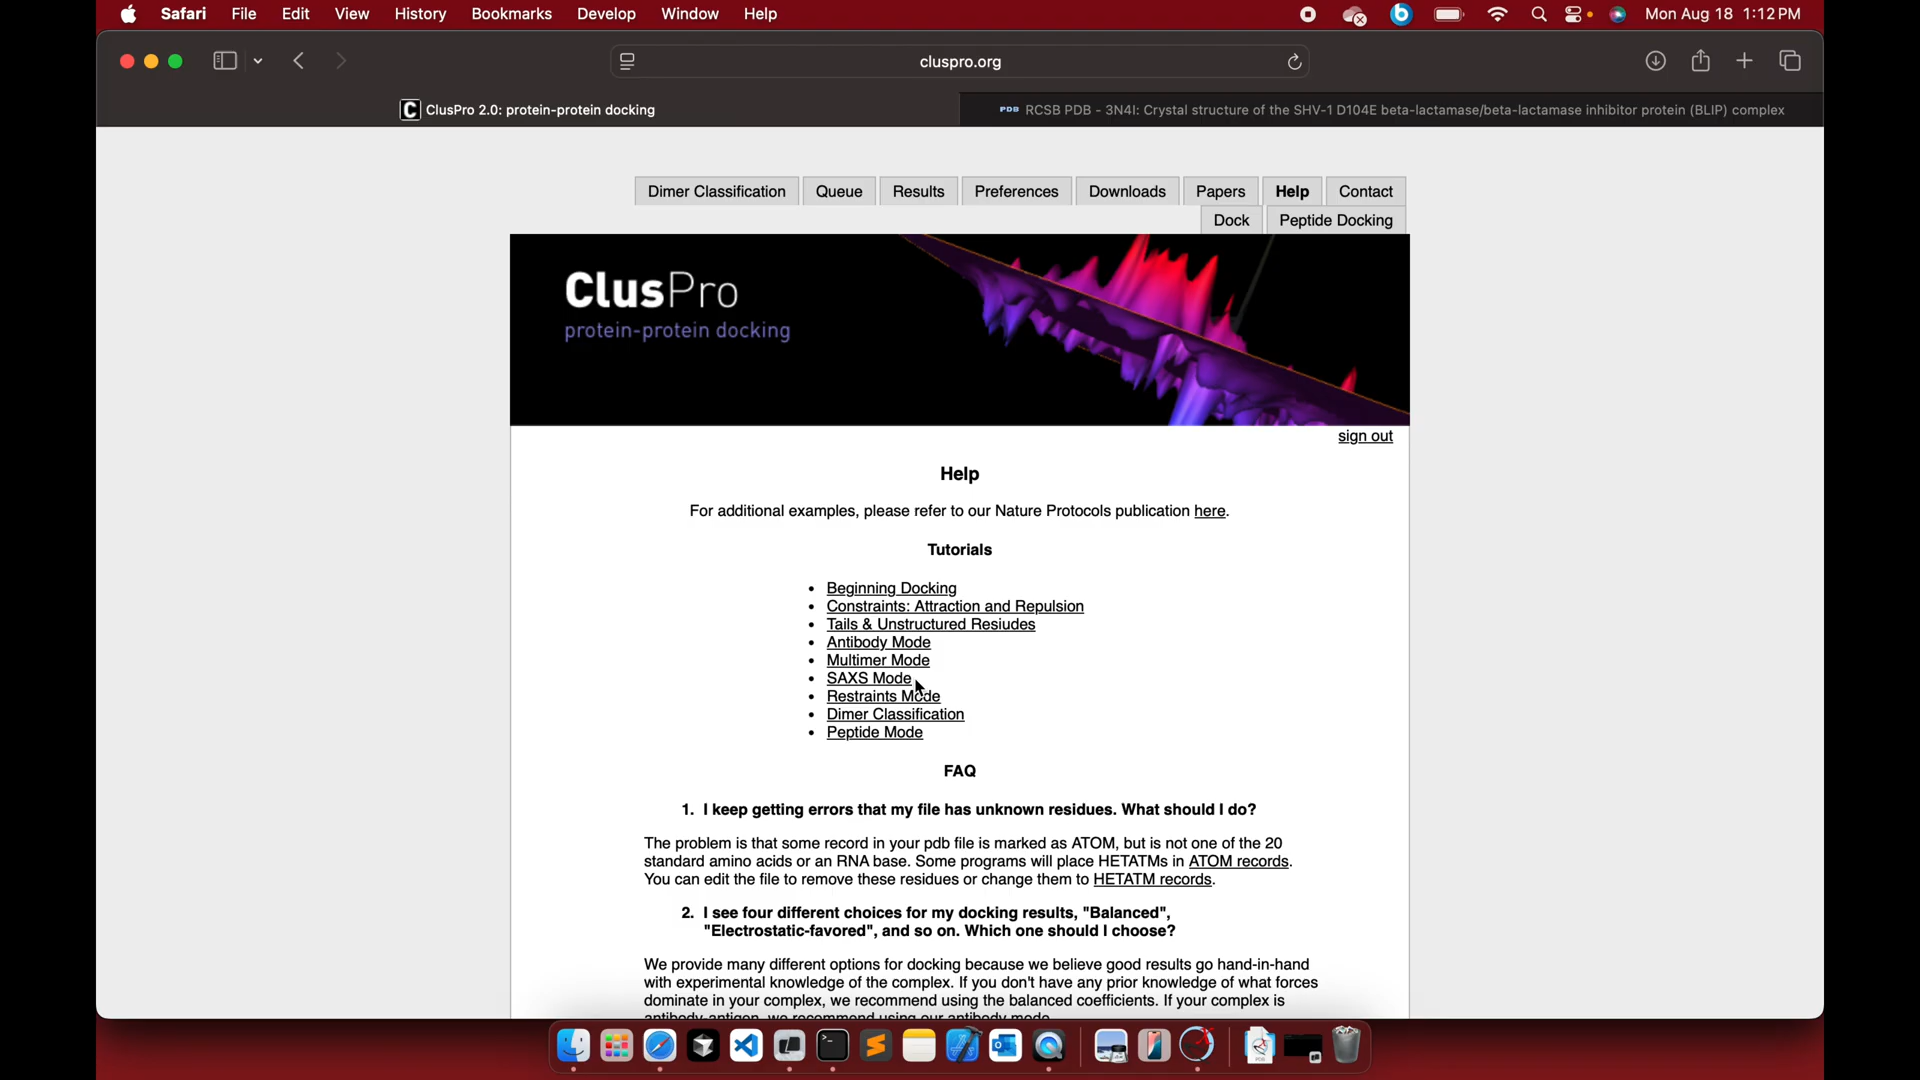 Safari File Edit View History Bookmarks Develop Window Help Mon Aug 18 1:12 PM
cluspro.org
ClusPro 2.0: protein-protein docking
PDB RCSB PDB - 3N4I: Crystal structure of the SHV-1 D104E beta-lactamase/beta-lactamase inhibitor protein (BLIP) complex
Dimer Classification Queue Results Preferences Downloads Papers Help Contact
Dock Peptide Docking
ClusPro
protein-protein docking
sign out
Help
For additional examples, please refer to our Nature Protocols publication here.
Tutorials
• Beginning Docking
• Constraints: Attraction and Repulsion
• Tails & Unstructured Resiudes
• Antibody Mode
• Multimer Mode
• SAXS Mode
• Restraints Mode
• Dimer Classification
• Peptide Mode
FAQ
1. I keep getting errors that my file has unknown residues. What should I do?
The problem is that some record in your pdb file is marked as ATOM, but is not one of the 20
standard amino acids or an RNA base. Some programs will place HETATMs in ATOM records.
You can edit the file to remove these residues or change them to HETATM records.
2. I see four different choices for my docking results, "Balanced",
"Electrostatic-favored", and so on. Which one should I choose?
We provide many different options for docking because we believe good results go hand-in-hand
with experimental knowledge of the complex. If you don't have any prior knowledge of what forces
dominate in your complex, we recommend using the balanced coefficients. If your complex is
antibody-antigen, we recommend using our antibody mode.